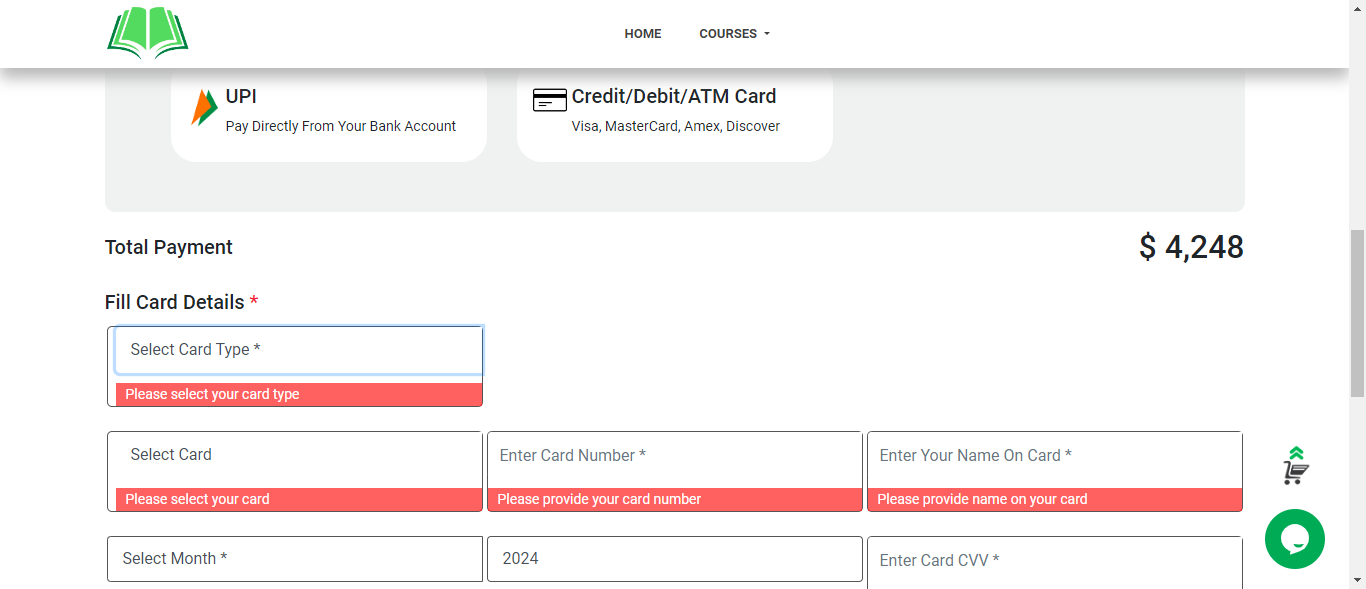 HOME COURSES
UPI
Pay Directly From Your Bank Account
Credit/Debit/ATM Card
Visa, MasterCard, Amex, Discover
Total Payment
$ 4,248
Fill Card Details *
Select Card Type *
Please select your card type
Select Card
Please select your card
Enter Card Number *
Please provide your card number
Enter Your Name On Card *
Please provide name on your card
Select Month *
2024
Enter Card CVV *